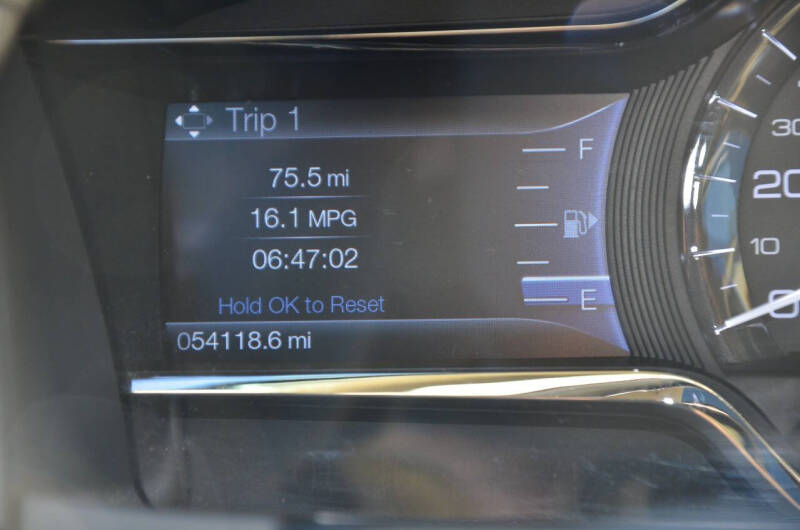 Trip 1
F
75.5 mi
16.1 MPG
06:47:02
E
Hold OK to Reset
054118.6 mi
30
20
10
0